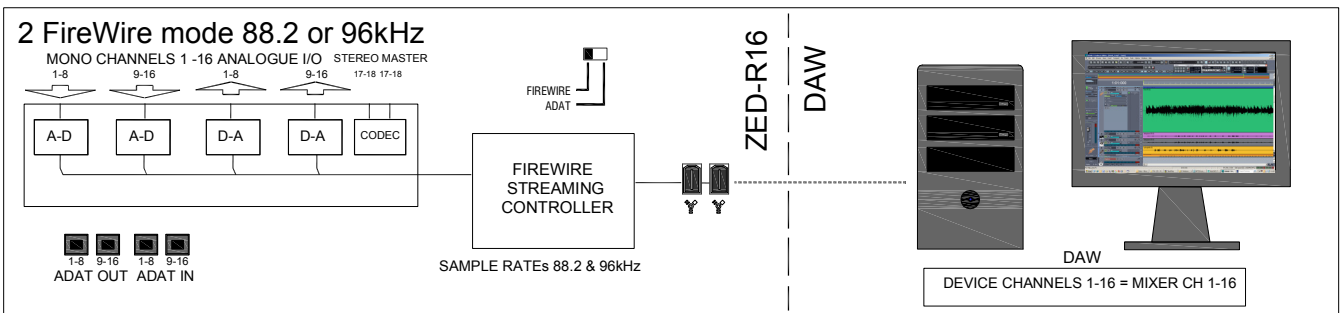 2 FireWire mode 88.2 or 96kHz
MONO CHANNELS 1 -16 ANALOGUE I/O
STEREO MASTER
1-8 9-16 1-8 9-16 17-18 17-18
FIREWIRE
ADAT
A-D A-D D-A D-A CODEC
FIREWIRE
STREAMING
CONTROLLER
ZED-R16
DAW
1-8 9-16 1-8 9-16
ADAT OUT ADAT IN
SAMPLE RATEs 88.2 & 96kHz
DAW
DEVICE CHANNELS 1-16 = MIXER CH 1-16